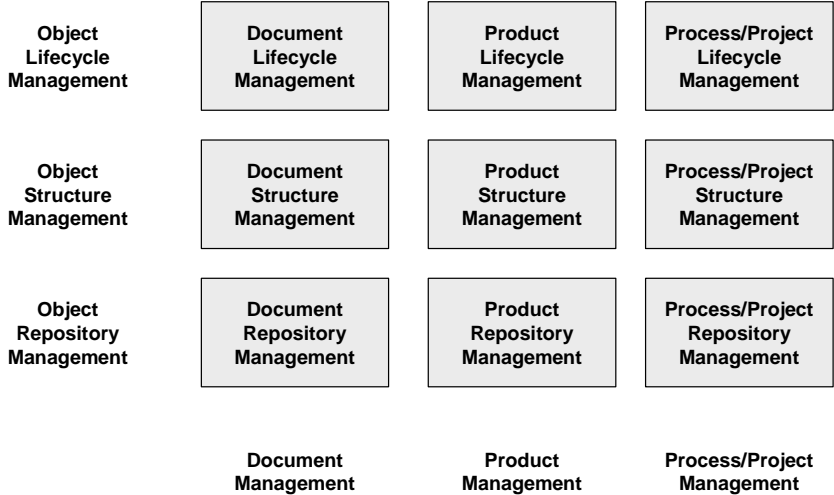 Object
Lifecycle
Management
Document
Lifecycle
Management
Product
Lifecycle
Management
Process/Project
Lifecycle
Management
Object
Structure
Management
Document
Structure
Management
Product
Structure
Management
Process/Project
Structure
Management
Object
Repository
Management
Document
Repository
Management
Product
Repository
Management
Process/Project
Repository
Management
Document
Management
Product
Management
Process/Project
Management